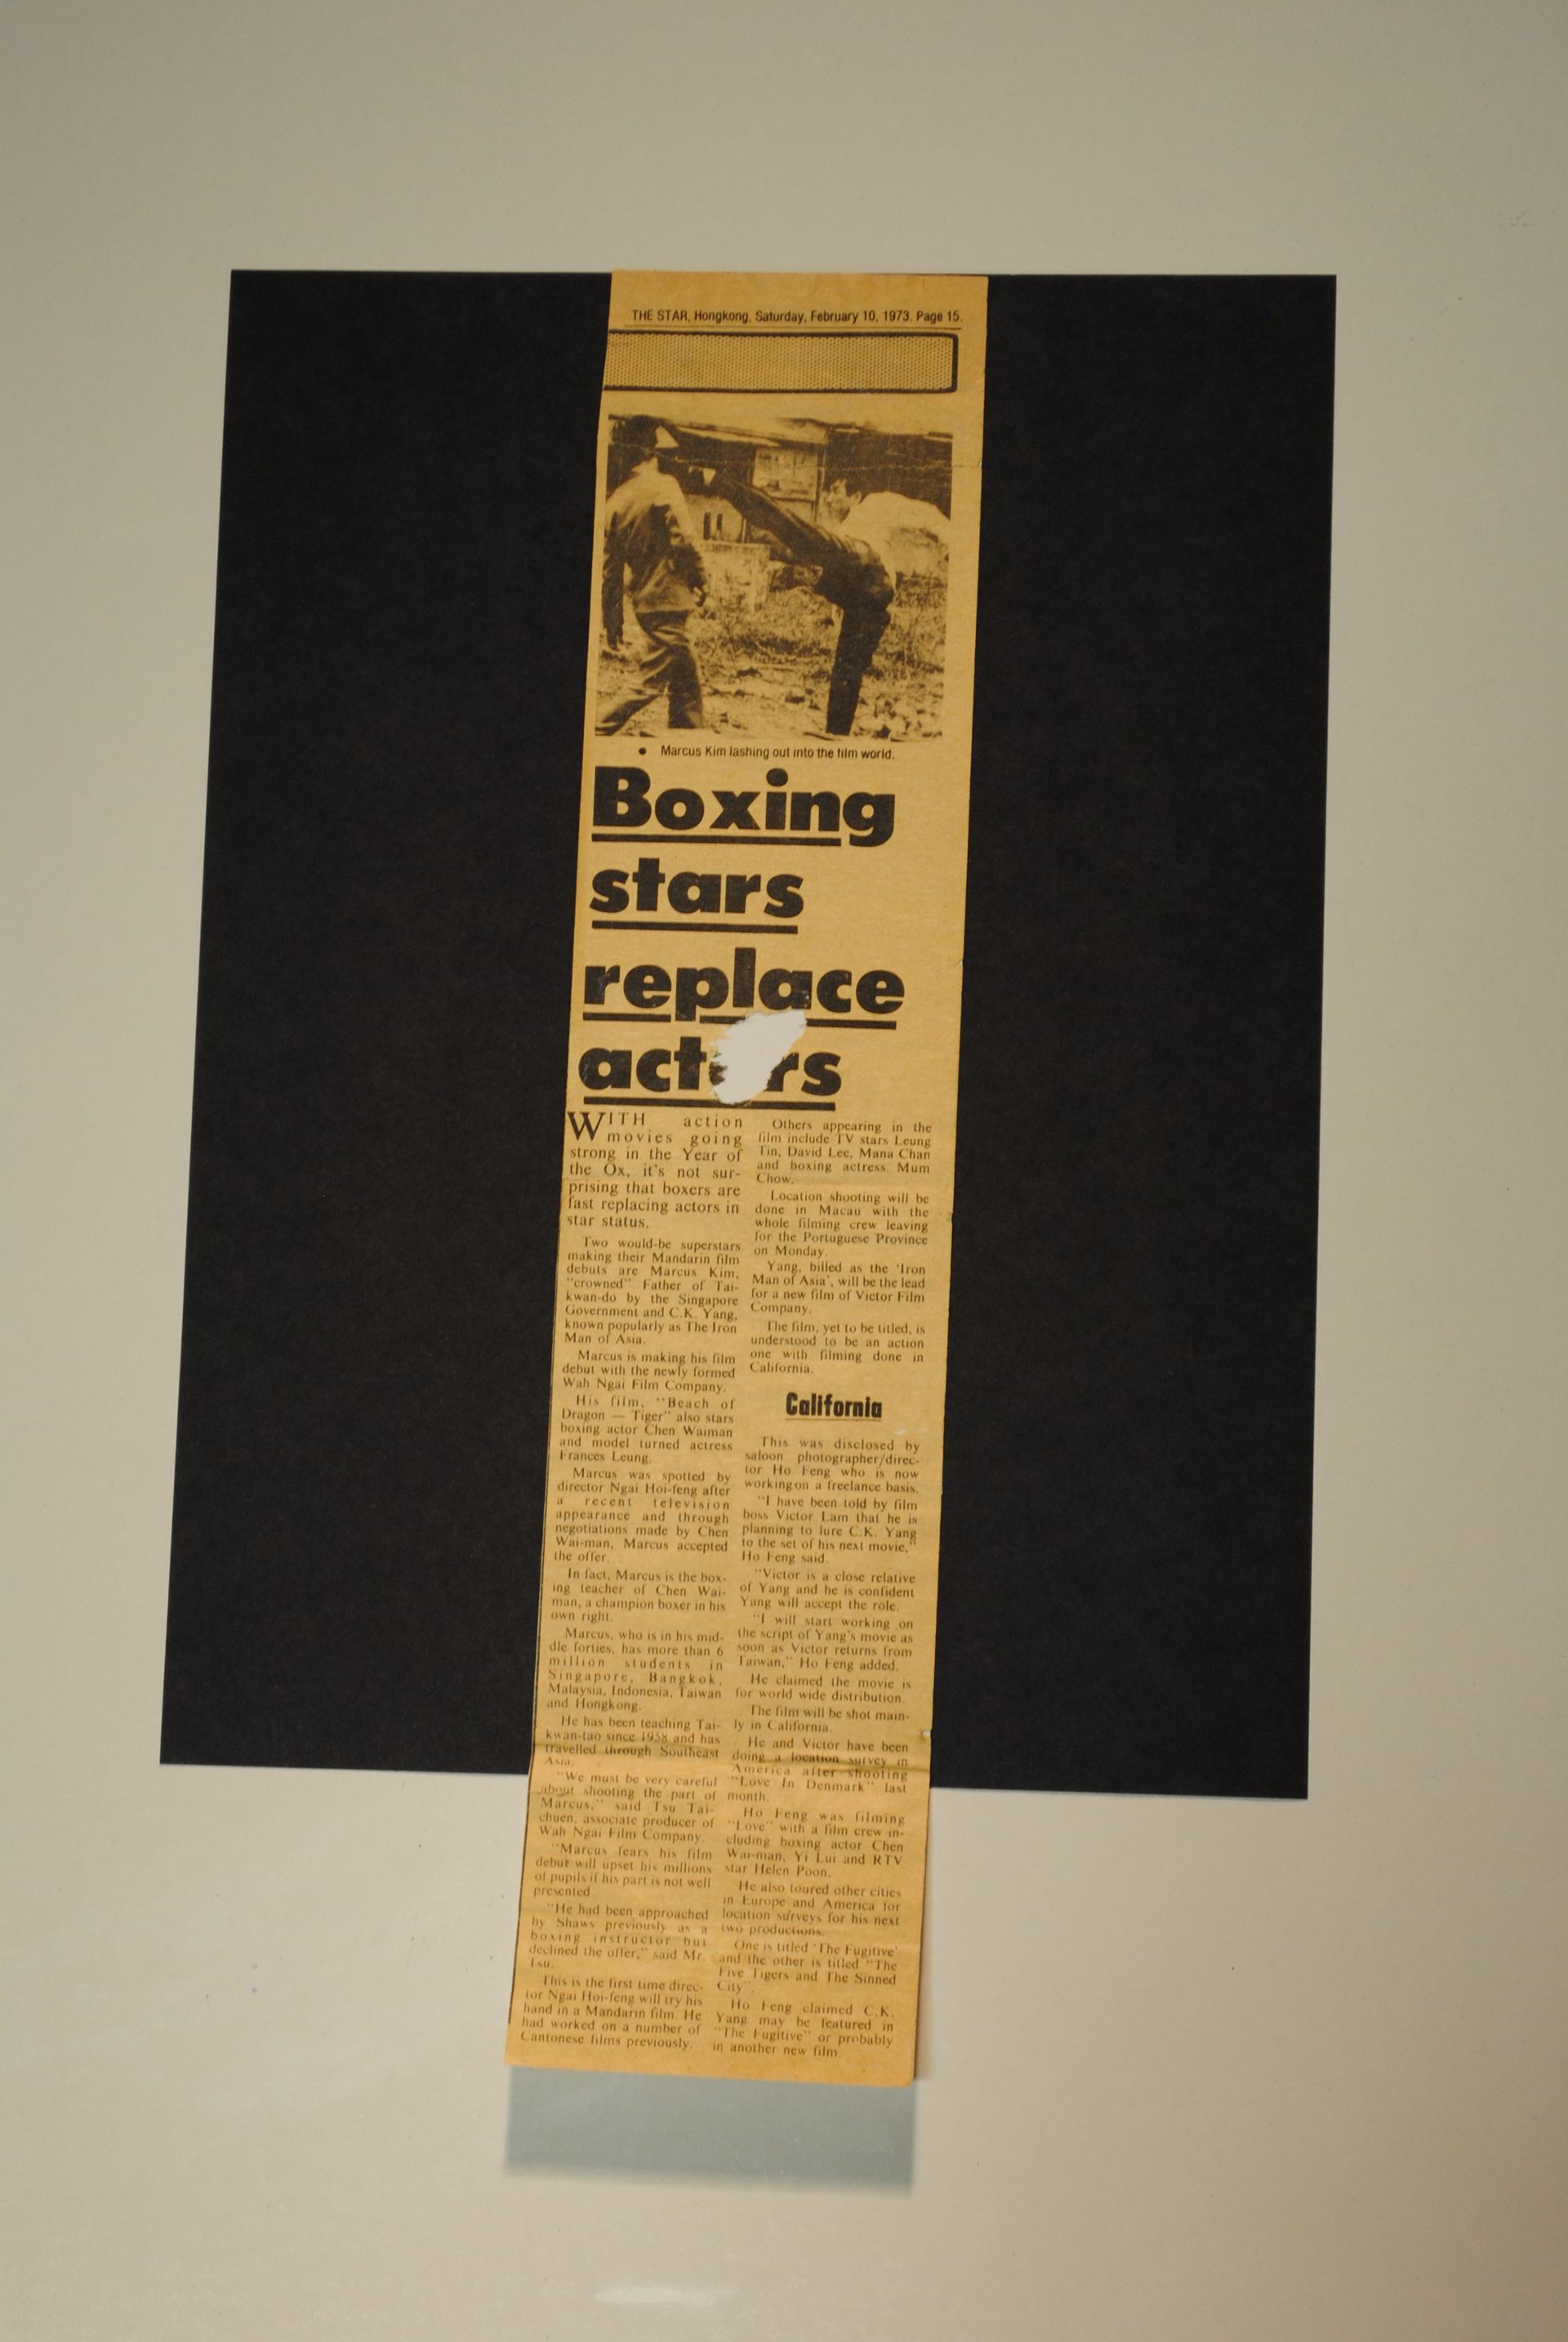 THE STAR, Hongkong, Saturday, February 10, 1973. Page 15.
• Marcus Kim lashing out into the film world.
Boxing
stars
replace
act rs
WITH action
movies going
strong in the Year of
the Ox, it's not sur-
prising that boxers are
fast replacing actors in
star status.
Two would-be superstars
making their Mandarin film
debuts are Marcus Kim,
"crowned" Father of Tai-
kwan-do by the Singapore
Government and C.K. Yang,
known popularly as The Iron
Man of Asia.
Marcus is making his film
debut with the newly formed
Wah Ngai Film Company.
His film, "Beach of
Dragon — Tiger" also stars
boxing actor Chen Waiman
and model turned actress
Frances Leung.
Marcus was spotted by
director Ngai Hoi-feng after
a recent television
appearance and through
negotiations made by Chen
Wai-man, Marcus accepted
the offer.
In fact, Marcus is the box-
ing teacher of Chen Wai-
man, a champion boxer in his
own right.
Marcus, who is in his mid-
dle forties, has more than 6
million students in
Singapore, Bangkok,
Malaysia, Indonesia, Taiwan
and Hongkong.
He has been teaching Tai-
kwan-tao since 1958 and has
travelled through Southeast
Asia.
"We must be very careful
about shooting the part of
Marcus," said Tsu Tai-
chuen, associate producer of
Wah Ngai Film Company.
"Marcus fears his film
debut will upset his millions
of pupils if his part is not well
presented.
"He had been approached
by Shaws previously as a
boxing instructor but
declined the offer," said Mr.
Tsu.
This is the first time direc-
tor Ngai Hoi-feng will try his
hand in a Mandarin film. He
had worked on a number of
Cantonese films previously.
Others appearing in the
film include TV stars Leung
Tin, David Lee, Mana Chan
and boxing actress Mum
Chow.
Location shooting will be
done in Macau with the
whole filming crew leaving
for the Portuguese Province
on Monday.
Yang, billed as the 'Iron
Man of Asia', will be the lead
for a new film of Victor Film
Company.
The film, yet to be titled, is
understood to be an action
one with filming done in
California.
California
This was disclosed by
saloon photographer/direc-
tor Ho Feng who is now
workingon a freelance basis.
"I have been told by film
boss Victor Lam that he is
planning to lure C.K. Yang
to the set of his next movie,"
Ho Feng said.
"Victor is a close relative
of Yang and he is confident
Yang will accept the role.
"I will start working on
the script of Yang's movie as
soon as Victor returns from
Taiwan," Ho Feng added.
He claimed the movie is
for world wide distribution.
The film will be shot main-
ly in California.
He and Victor have been
doing a location survey in
America after shooting
"Love In Denmark" last
month.
Ho Feng was filming
"Love" with a film crew in-
cluding boxing actor Chen
Wai-man, Yi Lui and RTV
star Helen Poon.
He also toured other cities
in Europe and America for
location surveys for his next
two productions.
One is titled 'The Fugitive'
and the other is titled "The
Five Tigers and The Sinned
City".
Ho Feng claimed C.K.
Yang may be featured in
"The Fugitive" or probably
in another new film.